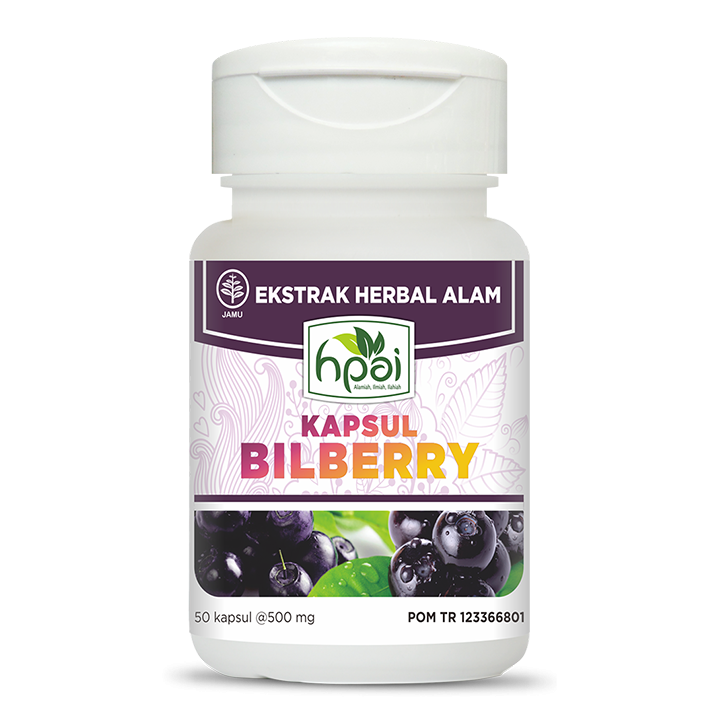 JAMU
EKSTRAK HERBAL ALAM
hpai
Alamiah, Ilmiah, Ilahiah
KAPSUL
BILBERRY
50 kapsul @500 mg
POM TR 123366801